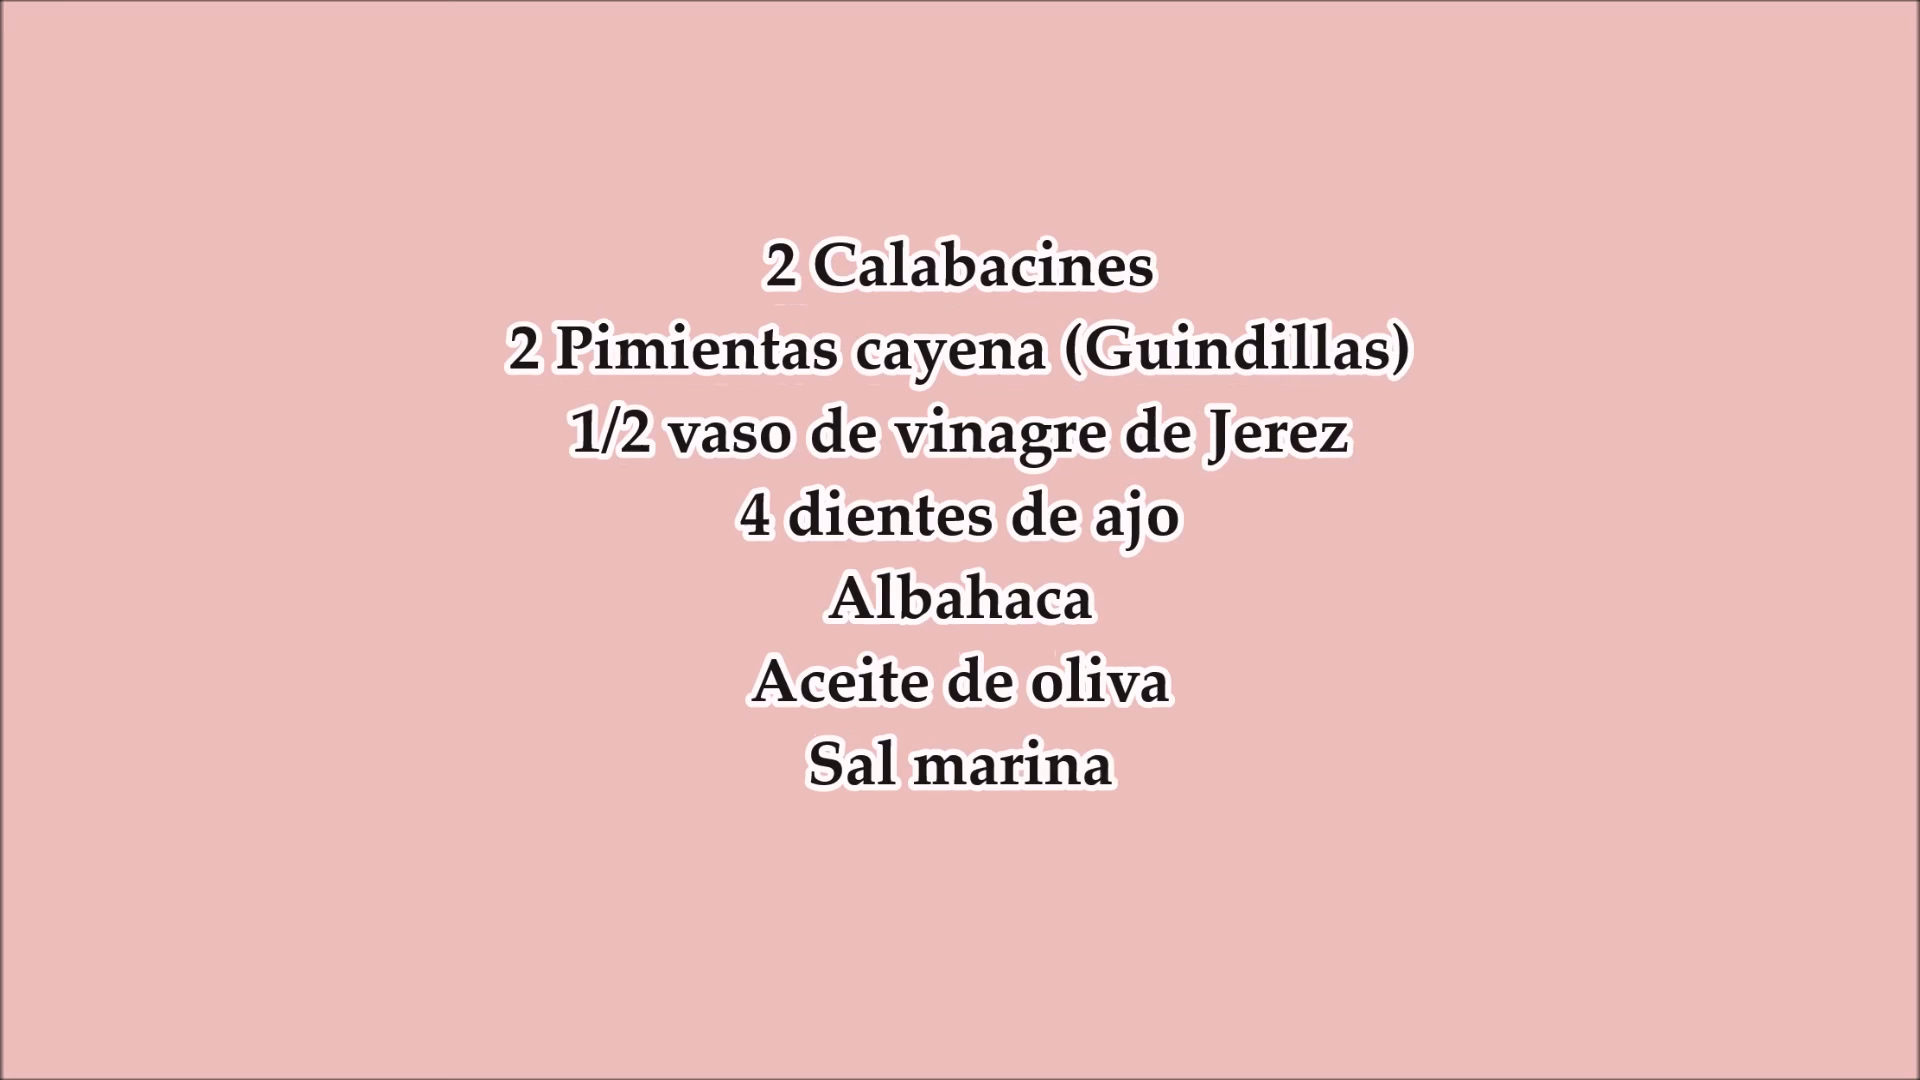 2 Calabacines
2 Pimientas cayena (Guindillas)
1/2 vaso de vinagre de Jerez
4 dientes de ajo
Albahaca
Aceite de oliva
Sal marina